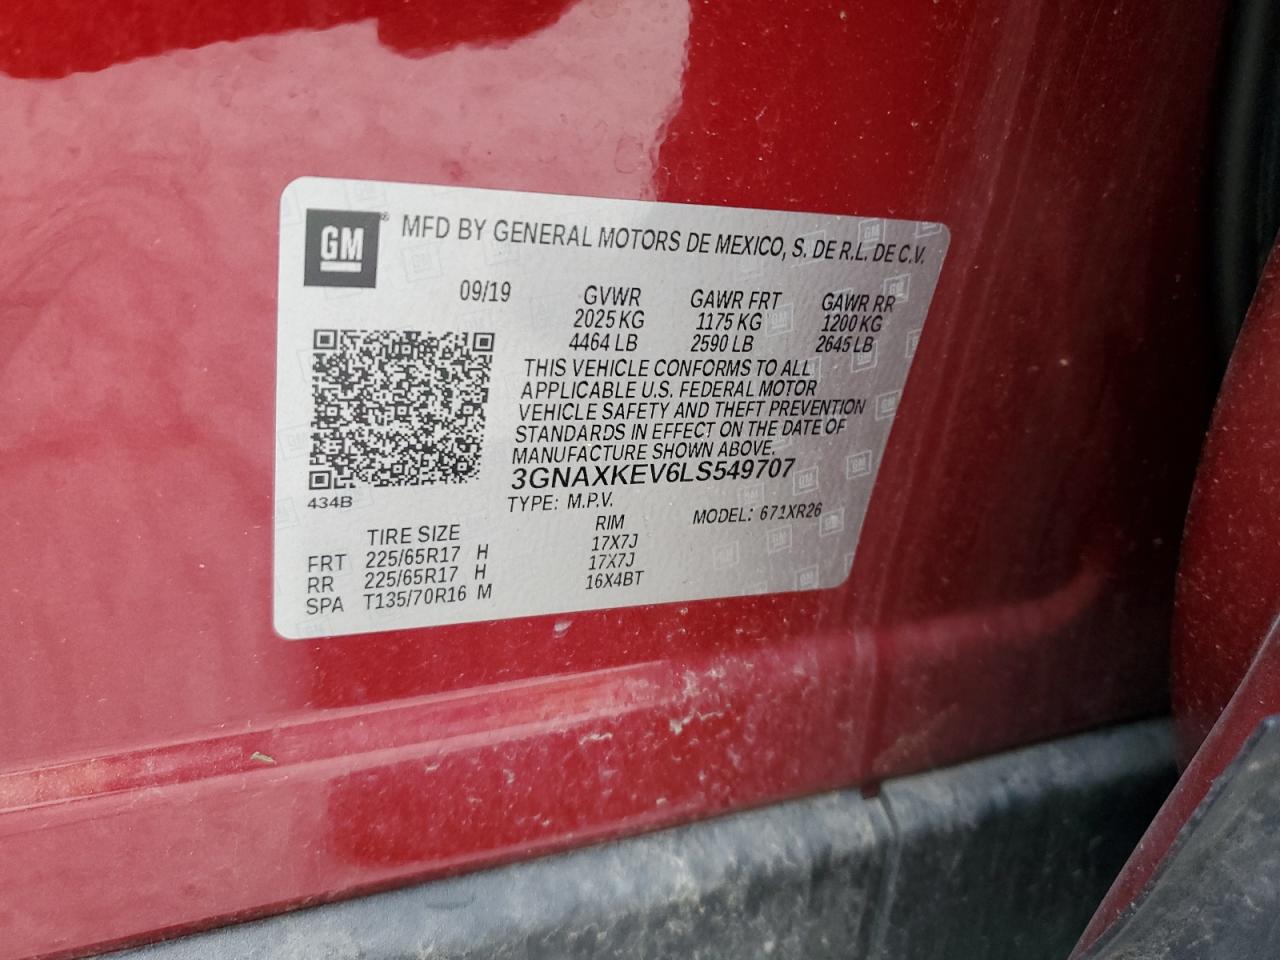 GM® MFD BY GENERAL MOTORS DE MEXICO, S. DE R.L. DE C.V.
09/19 GVWR GAWR FRT GAWR RR
2025 KG 1175 KG 1200 KG
4464 LB 2590 LB 2645 LB
THIS VEHICLE CONFORMS TO ALL
APPLICABLE U.S. FEDERAL MOTOR
VEHICLE SAFETY AND THEFT PREVENTION
STANDARDS IN EFFECT ON THE DATE OF
MANUFACTURE SHOWN ABOVE.
3GNAXKEV6LS549707
434B TYPE: M.P.V. MODEL: 671XR26
TIRE SIZE RIM
FRT 225/65R17 H 17X7J
RR 225/65R17 H 17X7J
SPA T135/70R16 M 16X4BT